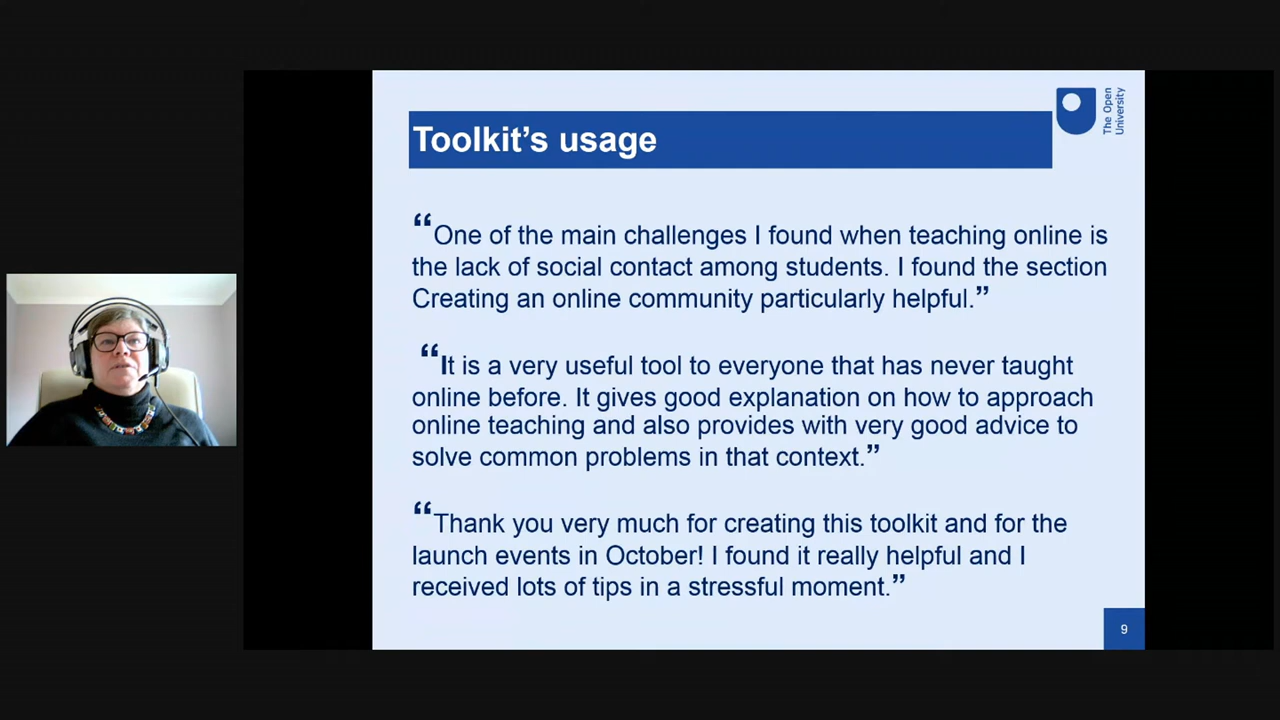 Toolkit's usage
The Open
University
“One of the main challenges I found when teaching online is
the lack of social contact among students. I found the section
Creating an online community particularly helpful.”
“It is a very useful tool to everyone that has never taught
online before. It gives good explanation on how to approach
online teaching and also provides with very good advice to
solve common problems in that context.”
“Thank you very much for creating this toolkit and for the
launch events in October! I found it really helpful and I
received lots of tips in a stressful moment.”
9